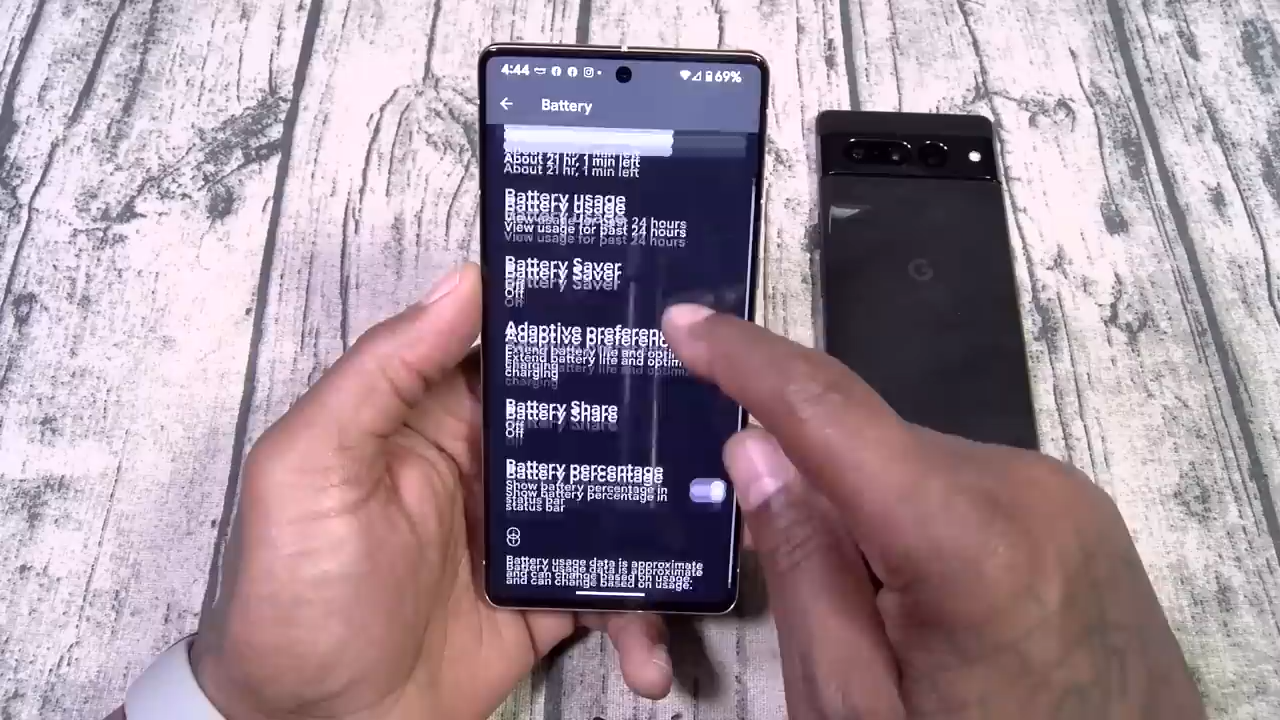 4:44
69%
Battery
About 21 hr, 1 min left
Battery usage
View usage for past 24 hours
Battery Saver
Off
Adaptive preferenc
Extend battery life and optim
charging
Battery Share
Off
Battery percentage
Show battery percentage in
status bar
Battery usage data is approximate
and can change based on usage.
G